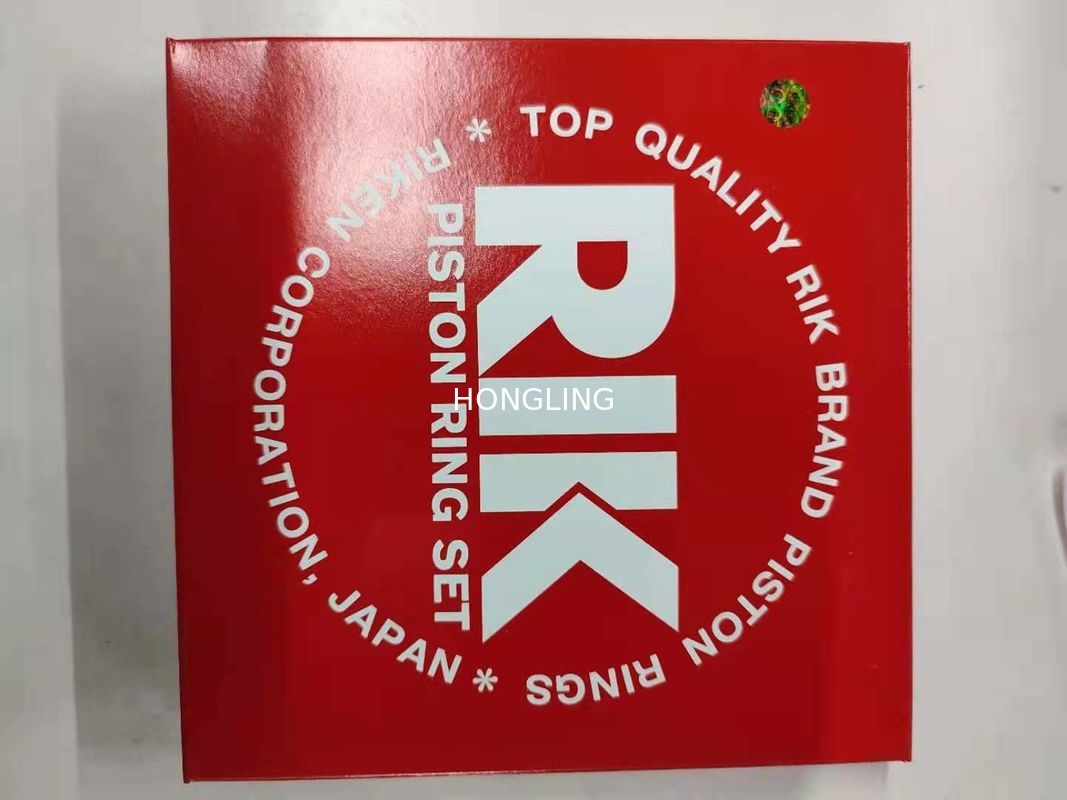 * TOP QUALITY RIK BRAND PISTON RINGS *
RIK
PISTON RING SET
RIKEN CORPORATION, JAPAN
HONGLING